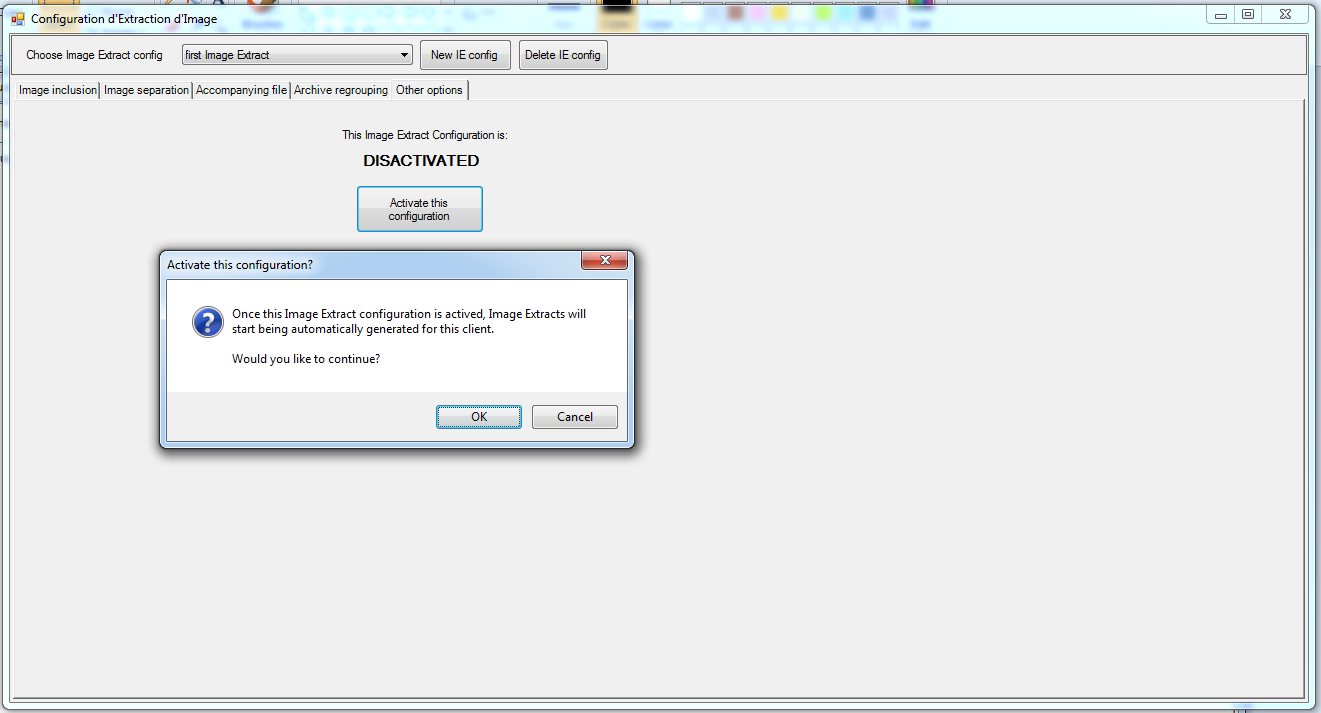 Configuration d'Extraction d'Image
Choose Image Extract config
first Image Extract
New IE config
Delete IE config
Image inclusion
Image separation
Accompanying file
Archive regrouping
Other options
This Image Extract Configuration is:
DISACTIVATED
Activate this
configuration
Activate this configuration?
Once this Image Extract configuration is actived, Image Extracts will
start being automatically generated for this client.
Would you like to continue?
OK
Cancel